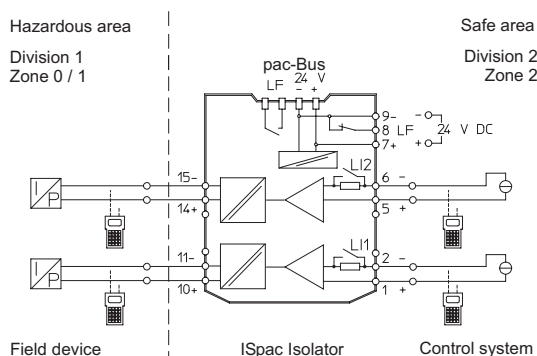 Hazardous area
Safe area
Division 1
Zone 0 / 1
Division 2
Zone 2
pac-Bus
LF 24 V
- +
9-
8 LF
7+
- 24 V DC
+
LI2
15-
14+
6 -
5 +
I
P
LI1
11-
10+
2 -
1 +
I
P
Field device
ISpac Isolator
Control system